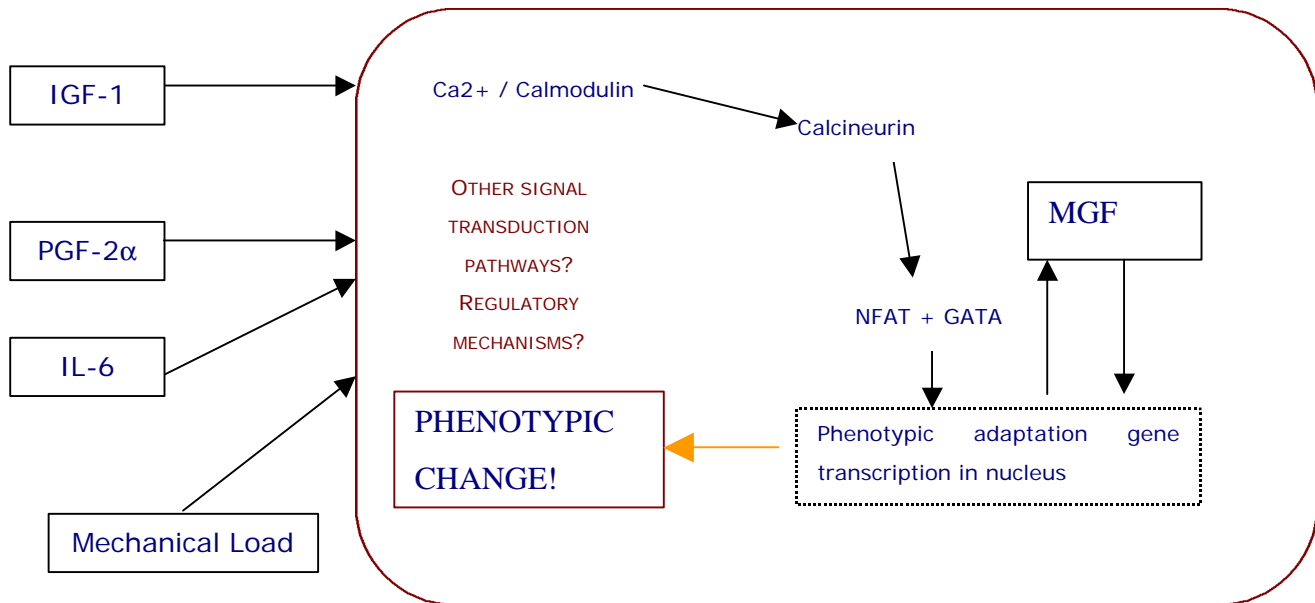 IGF-1
Ca2+ / Calmodulin
Calcineurin
OTHER SIGNAL
TRANSDUCTION
PATHWAYS?
REGULATORY
MECHANISMS?
MGF
PGF-2α
NFAT + GATA
IL-6
PHENOTYPIC
CHANGE!
Phenotypic adaptation gene
transcription in nucleus
Mechanical Load